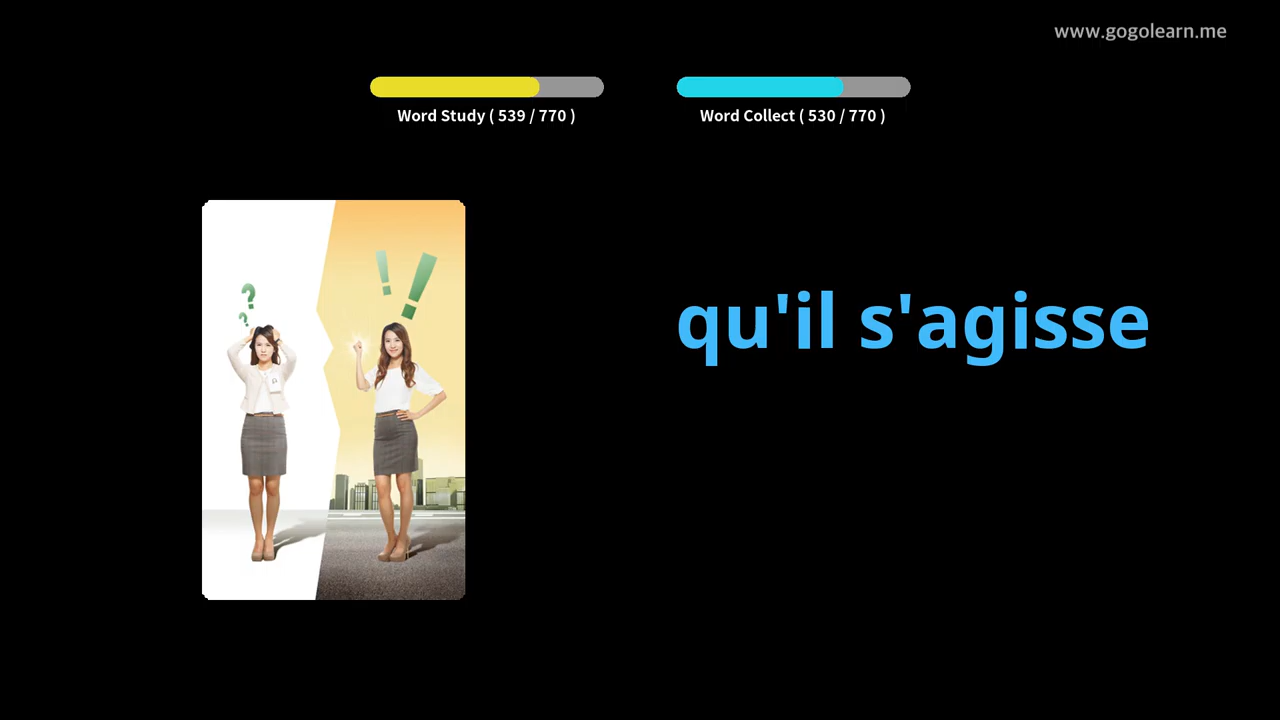 www.gogolearn.me
Word Study ( 539 / 770 )
Word Collect ( 530 / 770 )
? ?
! !
qu'il s'agisse